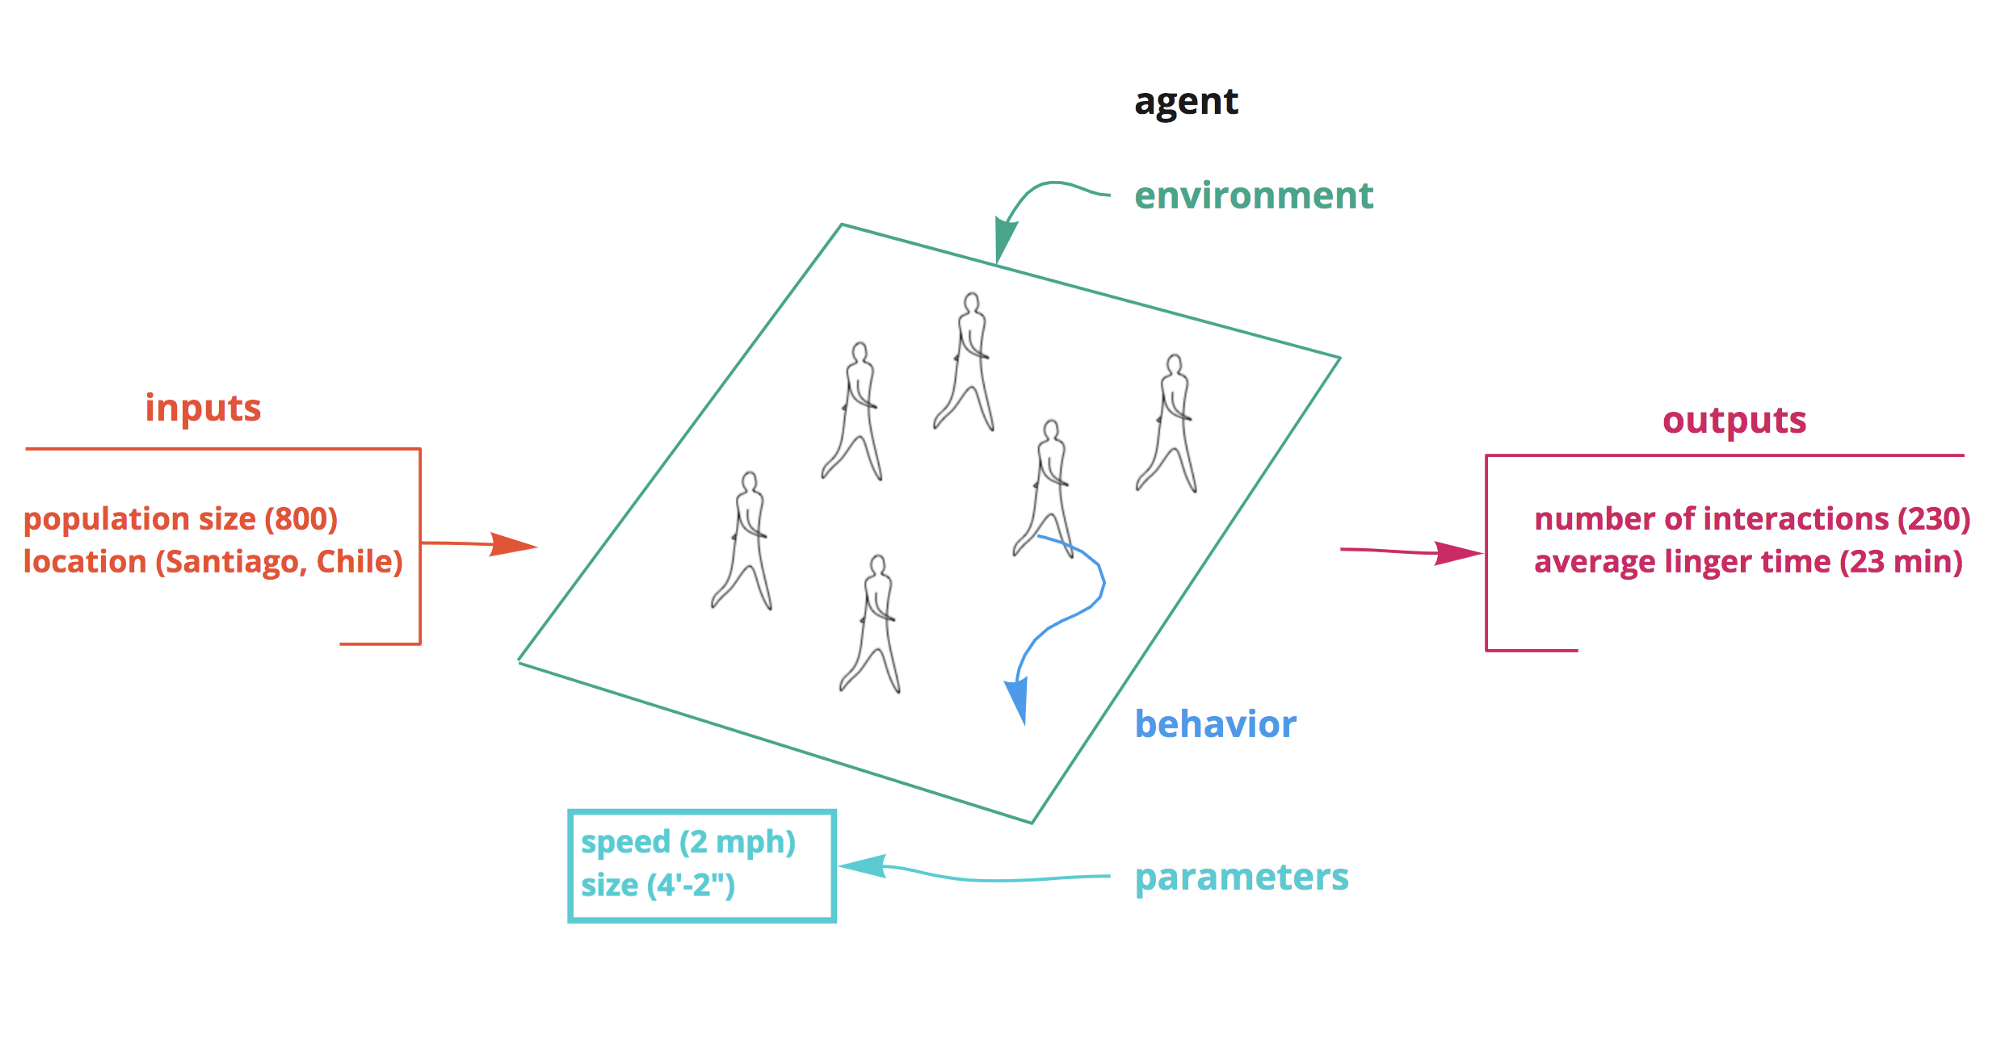 agent
environment
inputs
population size (800)
location (Santiago, Chile)
outputs
number of interactions (230)
average linger time (23 min)
behavior
speed (2 mph)
size (4'-2")
parameters